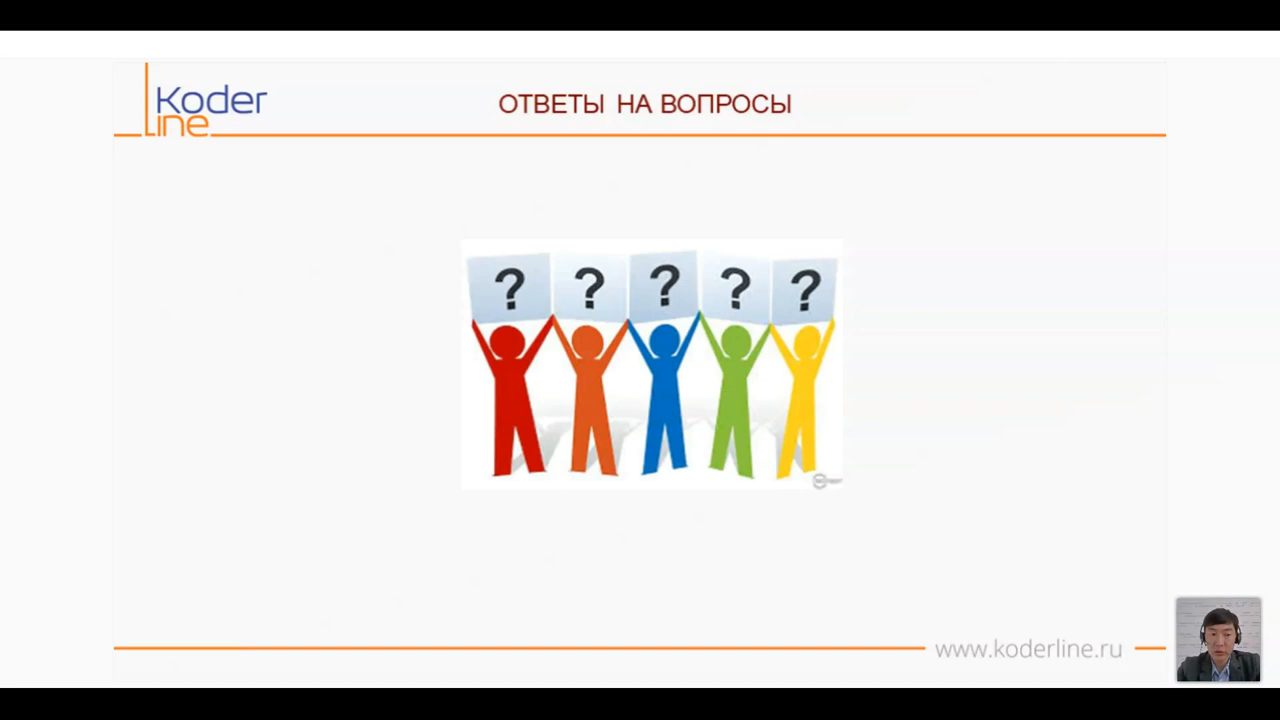 Koder
line
ОТВЕТЫ НА ВОПРОСЫ
? ? ? ? ?
www.koderline.ru